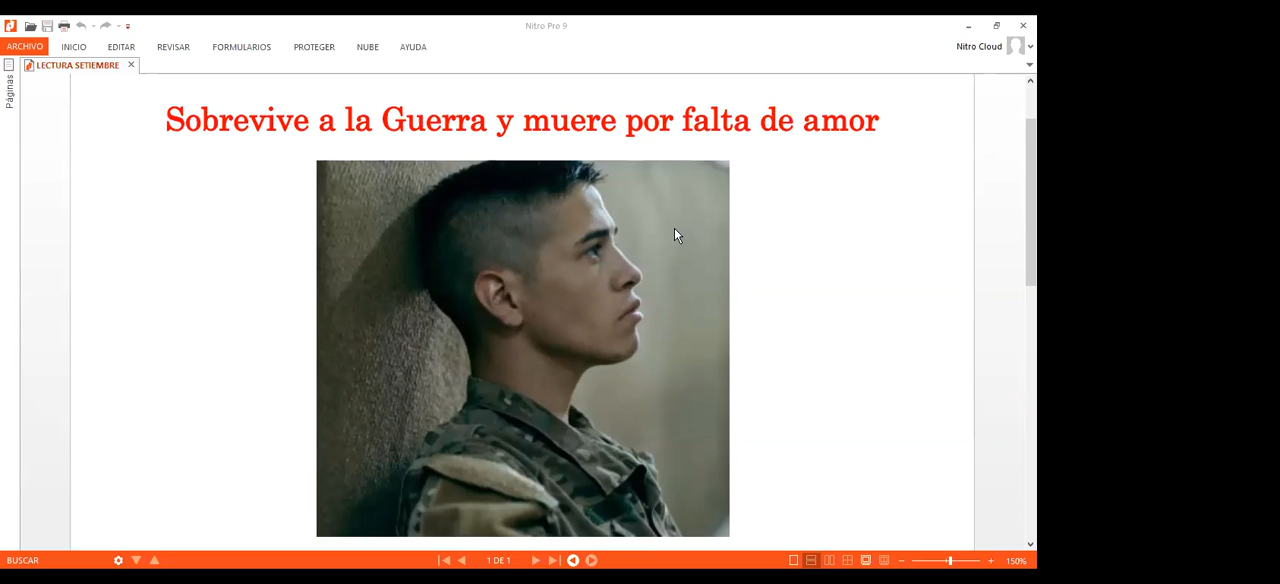 Nitro Pro 9
ARCHIVO INICIO EDITAR REVISAR FORMULARIOS PROTEGER NUBE AYUDA Nitro Cloud
LECTURA SETIEMBRE
Páginas
Sobrevive a la Guerra y muere por falta de amor
BUSCAR 1 DE 1 150%